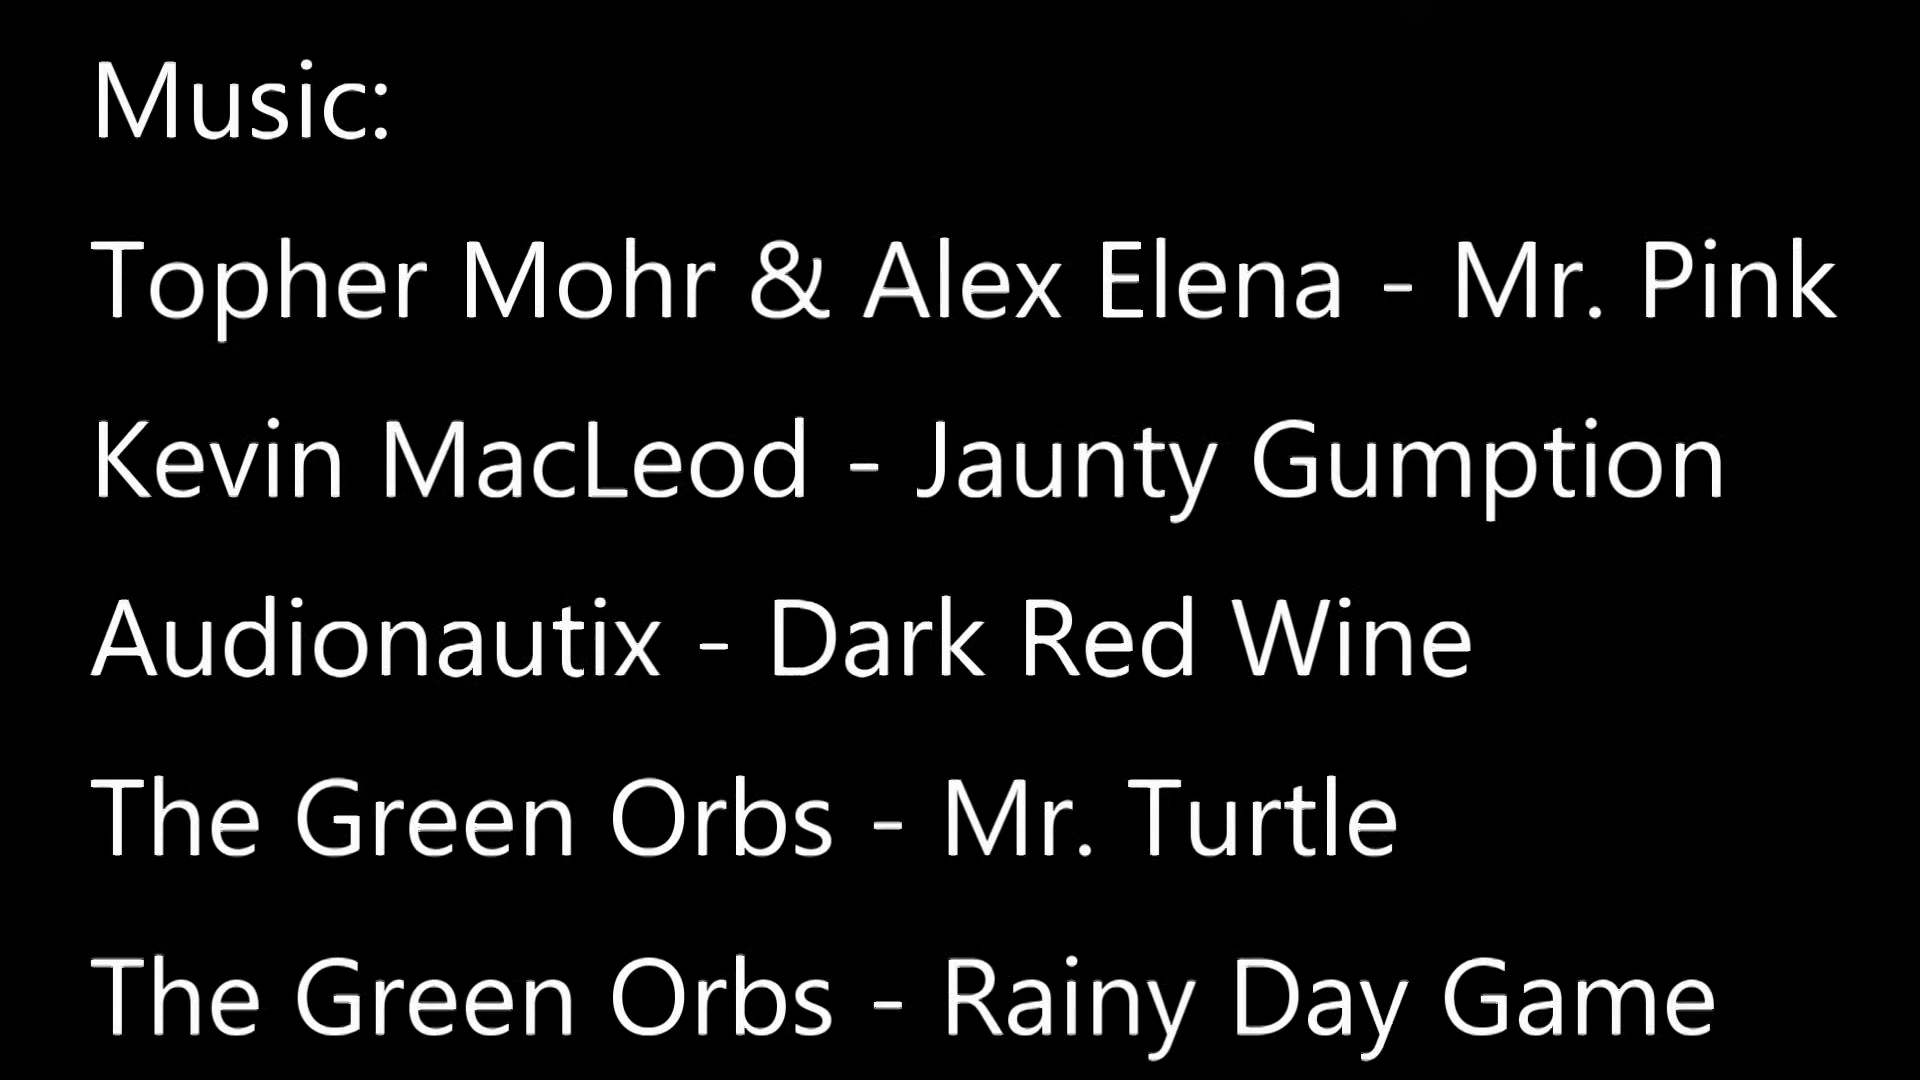 Music:
Topher Mohr & Alex Elena - Mr. Pink
Kevin MacLeod - Jaunty Gumption
Audionautix - Dark Red Wine
The Green Orbs - Mr. Turtle
The Green Orbs - Rainy Day Game